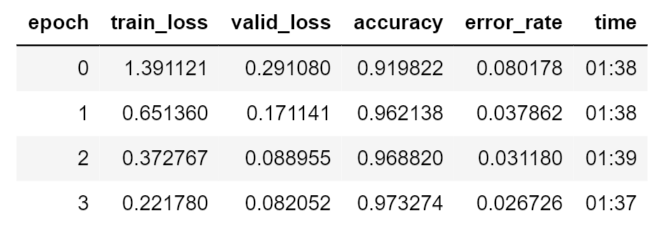 epoch train_loss valid_loss accuracy error_rate time
0 1.391121 0.291080 0.919822 0.080178 01:38
1 0.651360 0.171141 0.962138 0.037862 01:38
2 0.372767 0.088955 0.968820 0.031180 01:39
3 0.221780 0.082052 0.973274 0.026726 01:37